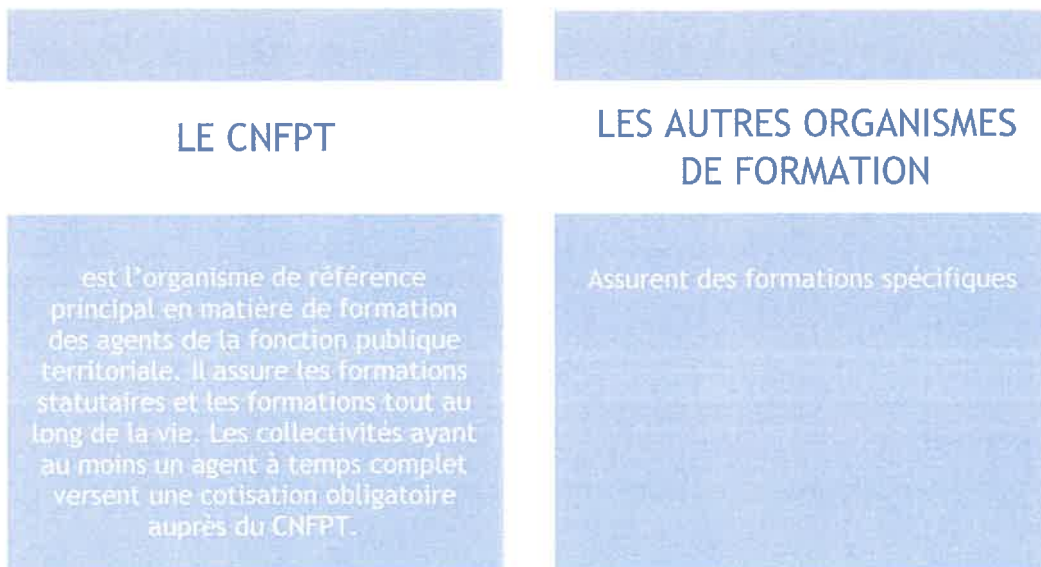 LE CNFPT
est l'organisme de référence
principal en matière de formation
des agents de la fonction publique
territoriale. Il assure les formations
statutaires et les formations tout au
long de la vie. Les collectivités ayant
au moins un agent à temps complet
versent une cotisation obligatoire
auprès du CNFPT.
LES AUTRES ORGANISMES
DE FORMATION
Assurent des formations spécifiques